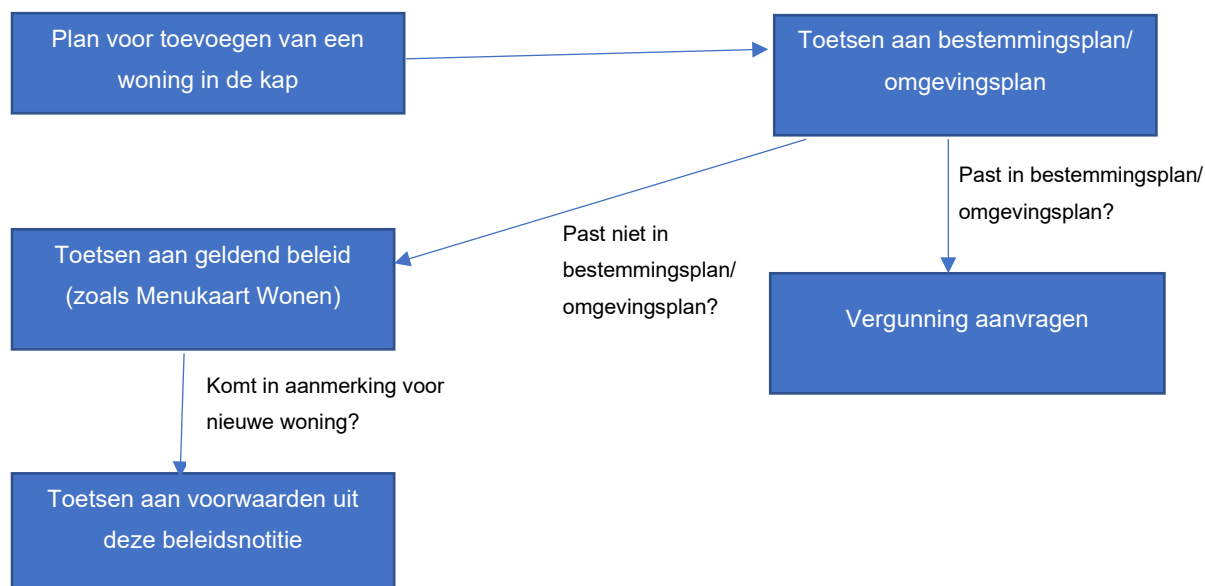 Plan voor toevoegen van een
woning in de kap
Toetsen aan bestemmingsplan/
omgevingsplan
Past in bestemmingsplan/
omgevingsplan?
Past niet in
bestemmingsplan/
omgevingsplan?
Toetsen aan geldend beleid
(zoals Menukaart Wonen)
Vergunning aanvragen
Komt in aanmerking voor
nieuwe woning?
Toetsen aan voorwaarden uit
deze beleidsnotitie